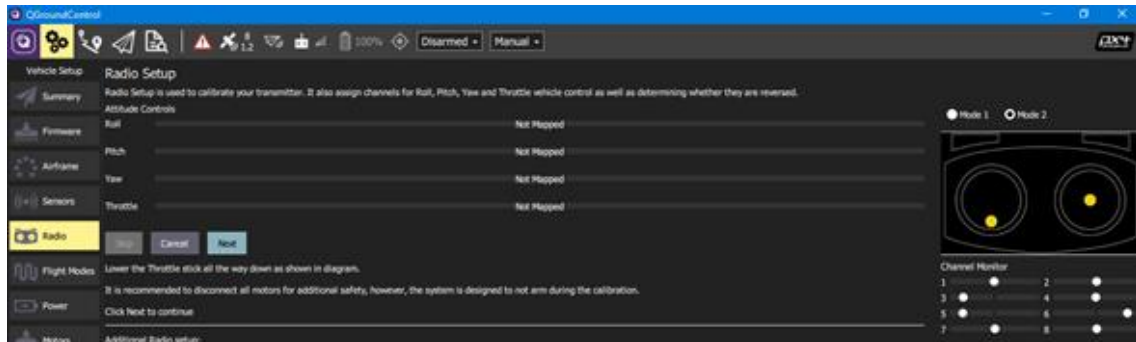 QGroundControl
8
1.2
100%
Disarmed
Manual
px4
Vehicle Setup
Summary
Firmware
Airframe
Sensors
Radio
Flight Modes
Power
Motors
Radio Setup
Radio Setup is used to calibrate your transmitter. It also assign channels for Roll, Pitch, Yaw and Throttle vehicle control as well as determining whether they are reversed.
Attitude Controls
Roll Not Mapped
Pitch Not Mapped
Yaw Not Mapped
Throttle Not Mapped
Skip Cancel Next
Lower the Throttle stick all the way down as shown in diagram.
It is recommended to disconnect all motors for additional safety, however, the system is designed to not arm during the calibration.
Click Next to continue
Additional Radio setup:
Mode 1 Mode 2
Channel Monitor
1 2
3 4
5 6
7 8